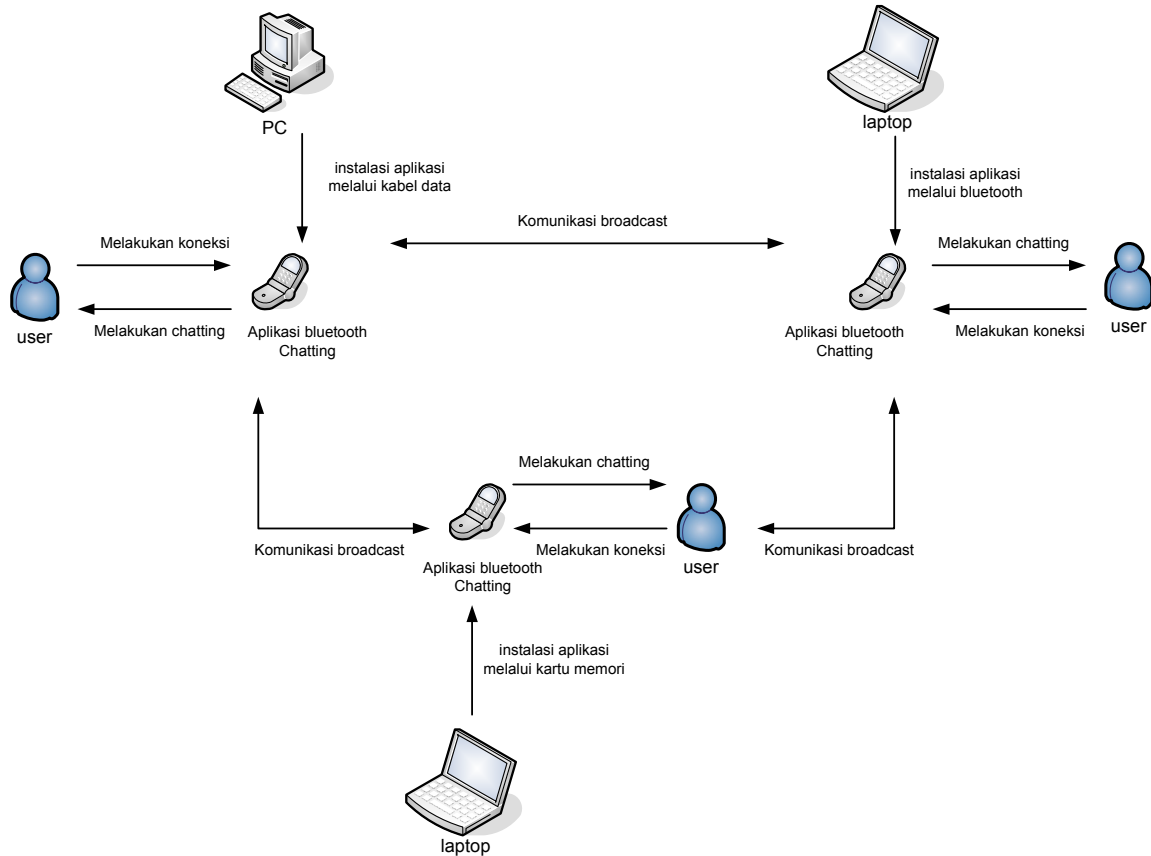 PC
laptop
instalasi aplikasi
melalui kabel data
instalasi aplikasi
melalui bluetooth
Komunikasi broadcast
Melakukan koneksi
Melakukan chatting
user
Melakukan chatting
Aplikasi bluetooth
Chatting
Aplikasi bluetooth
Chatting
Melakukan koneksi
user
Melakukan chatting
Komunikasi broadcast
Melakukan koneksi
Komunikasi broadcast
Aplikasi bluetooth
Chatting
user
instalasi aplikasi
melalui kartu memori
laptop